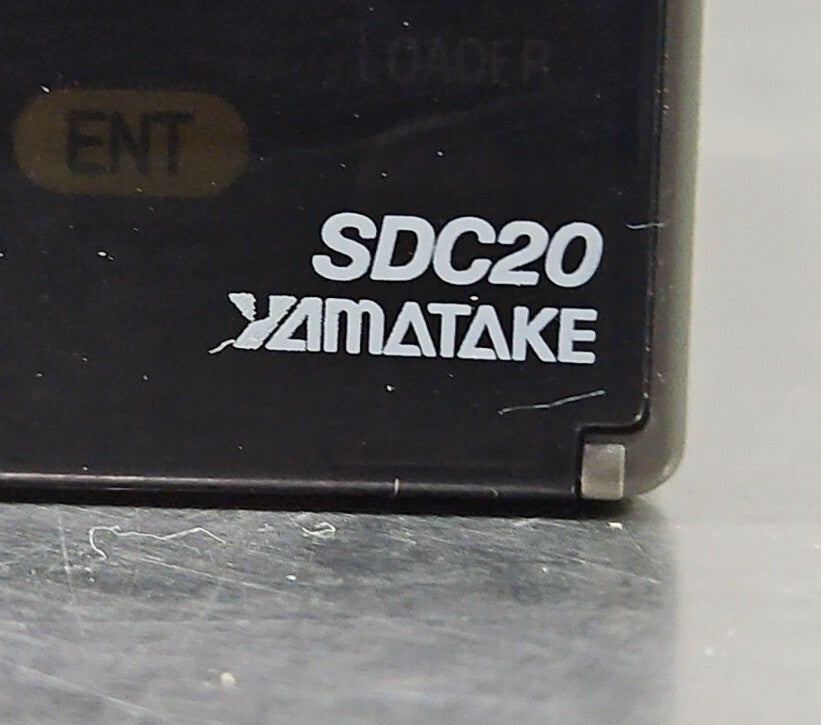 LOADER
ENT
SDC20
YAMATAKE